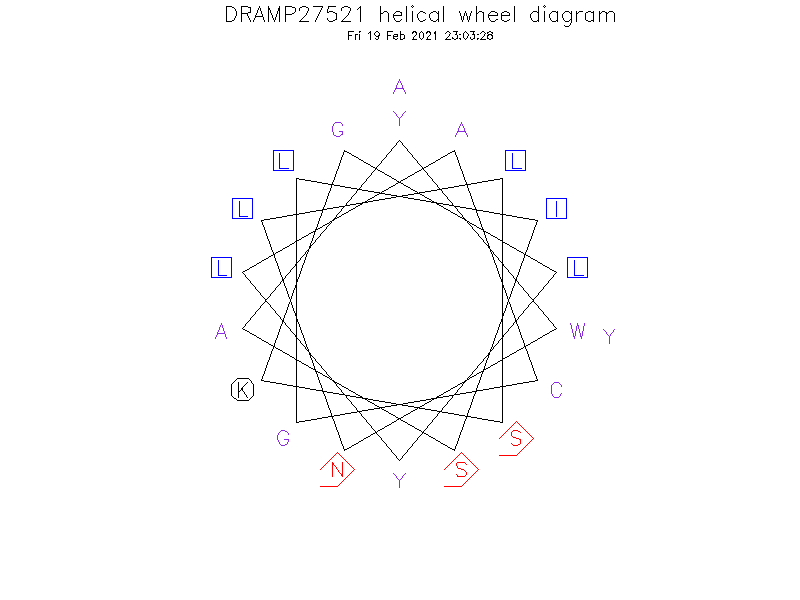 DRAMP27521 helical wheel diagram
Fri 19 Feb 2021 23:03:28
A
Y
G A
L L
L I
L L
A W Y
K C
G S
N S
Y